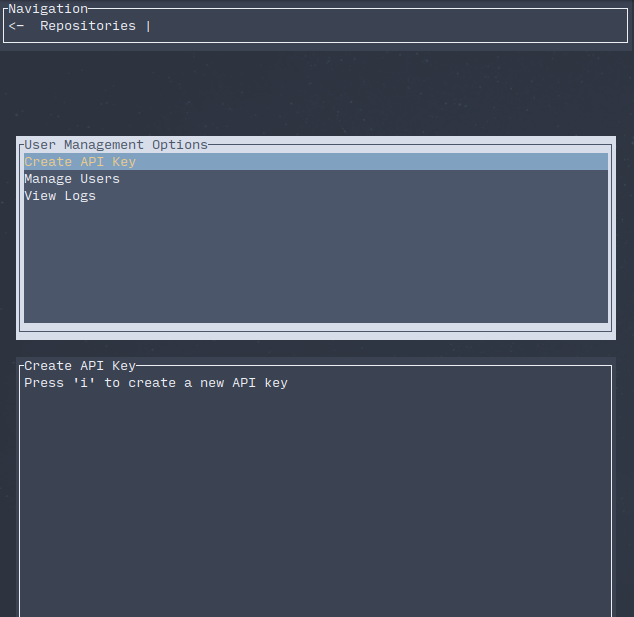 Navigation
<-  Repositories |
User Management Options
Create API Key
Manage Users
View Logs
Create API Key
Press 'i' to create a new API key